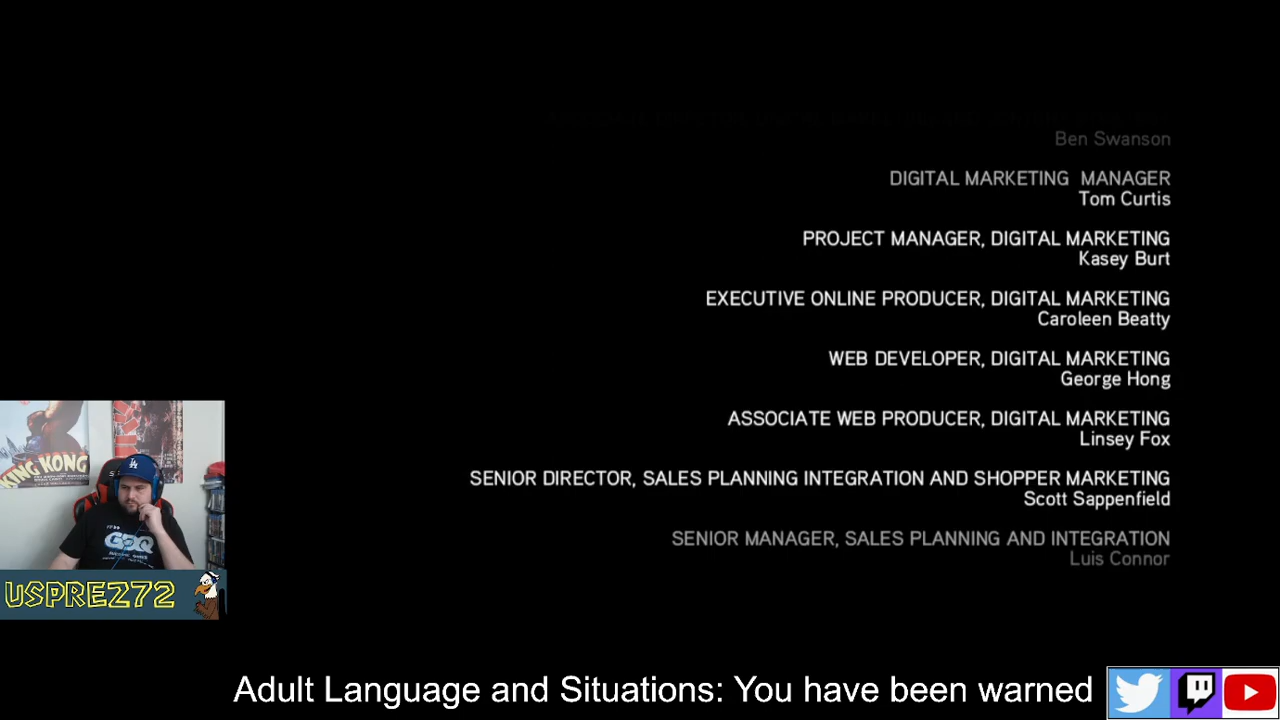 Ben Swanson
DIGITAL MARKETING MANAGER
Tom Curtis
PROJECT MANAGER, DIGITAL MARKETING
Kasey Burt
EXECUTIVE ONLINE PRODUCER, DIGITAL MARKETING
Caroleen Beatty
WEB DEVELOPER, DIGITAL MARKETING
George Hong
ASSOCIATE WEB PRODUCER, DIGITAL MARKETING
Linsey Fox
SENIOR DIRECTOR, SALES PLANNING INTEGRATION AND SHOPPER MARKETING
Scott Sappenfield
SENIOR MANAGER, SALES PLANNING AND INTEGRATION
Luis Connor
KING KONG
GDQ
USPREZ72
Adult Language and Situations: You have been warned